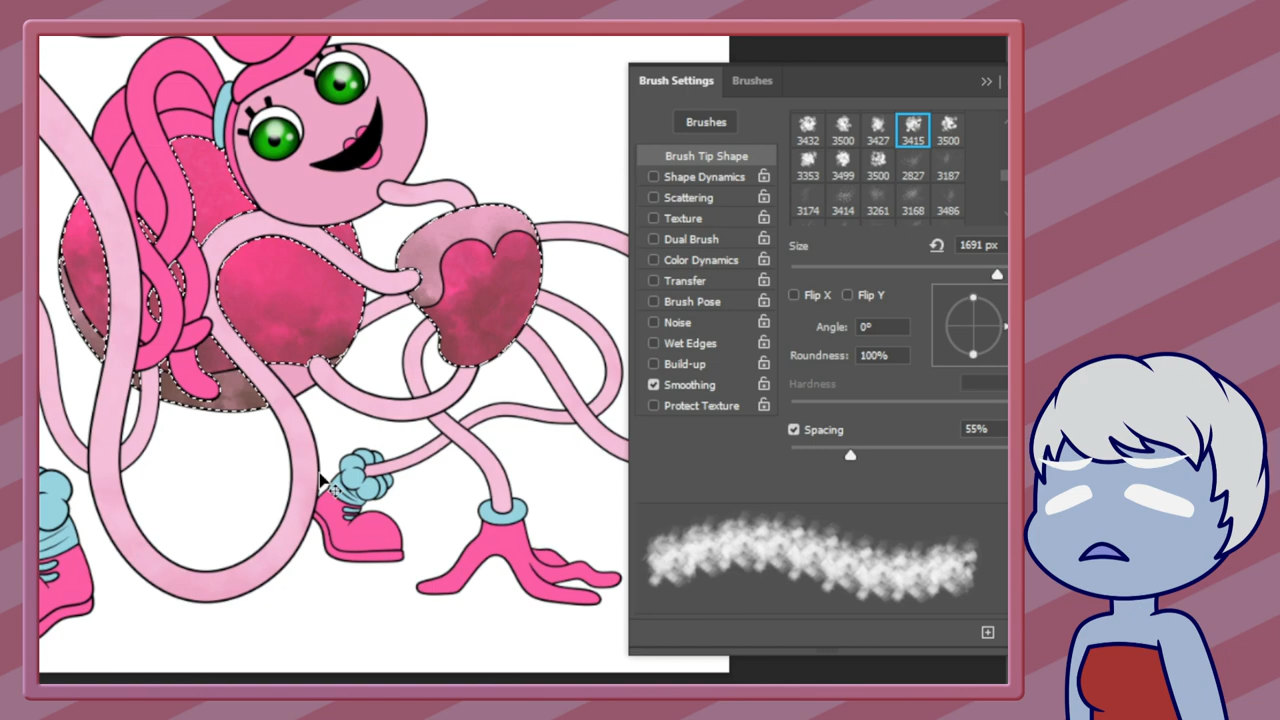 Brush Settings Brushes
Brushes
3432 3500 3427 3415 3500
Brush Tip Shape
3353 3499 3500 2827 3187
Shape Dynamics
Scattering
3174 3414 3261 3168 3486
Texture
Dual Brush
Size 1691 px
Color Dynamics
Transfer
Flip X Flip Y
Brush Pose
Noise
Angle: 0º
Wet Edges
Roundness: 100%
Build-up
Smoothing
Hardness
Protect Texture
Spacing 55%